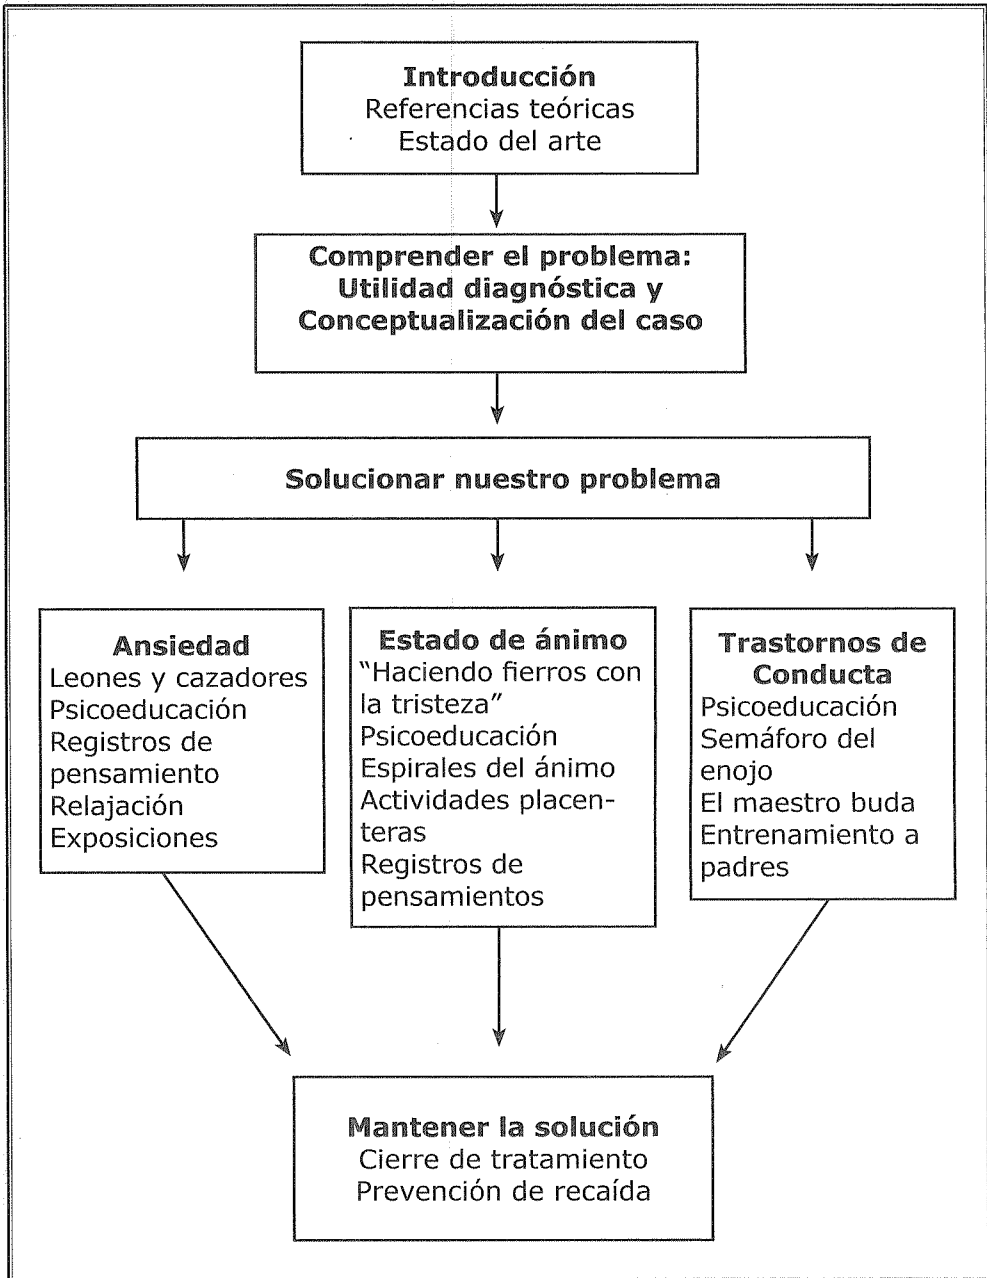 Introducción
Referencias teóricas
Estado del arte
Comprender el problema:
Utilidad diagnóstica y
Conceptualización del caso
Solucionar nuestro problema
Ansiedad
Leones y cazadores
Psicoeducación
Registros de
pensamiento
Relajación
Exposiciones
Estado de ánimo
"Haciendo fierros con
la tristeza"
Psicoeducación
Espirales del ánimo
Actividades placen-
teras
Registros de
pensamientos
Trastornos de
Conducta
Psicoeducación
Semáforo del
enojo
El maestro buda
Entrenamiento a
padres
Mantener la solución
Cierre de tratamiento
Prevención de recaída